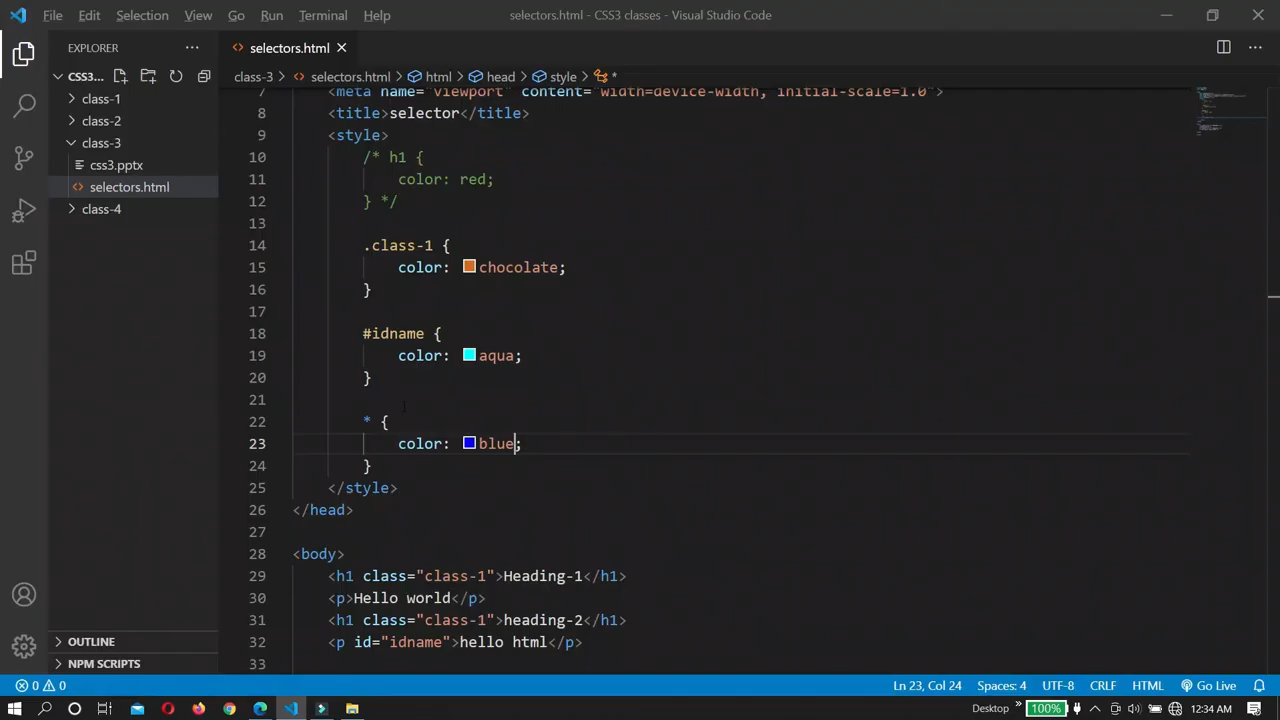 File Edit Selection View Go Run Terminal Help selectors.html - CSS3 classes - Visual Studio Code
EXPLORER ···
selectors.html
CSS3...
class-3 > selectors.html > html > head > style > *
class-1
class-2
class-3
css3.pptx
selectors.html
class-4
7 <meta name="viewport" content="width=device-width, initial-scale=1.0">
8 <title>selector</title>
9 <style>
10 /* h1 {
11 color: red;
12 } */
13
14 .class-1 {
15 color: chocolate;
16 }
17
18 #idname {
19 color: aqua;
20 }
21
22 * {
23 color: blue;
24 }
25 </style>
26 </head>
27
28 <body>
29 <h1 class="class-1">Heading-1</h1>
30 <p>Hello world</p>
31 <h1 class="class-1">heading-2</h1>
32 <p id="idname">hello html</p>
33
OUTLINE
NPM SCRIPTS
0 0 Ln 23, Col 24 Spaces: 4 UTF-8 CRLF HTML Go Live
Desktop » 100% 12:34 AM